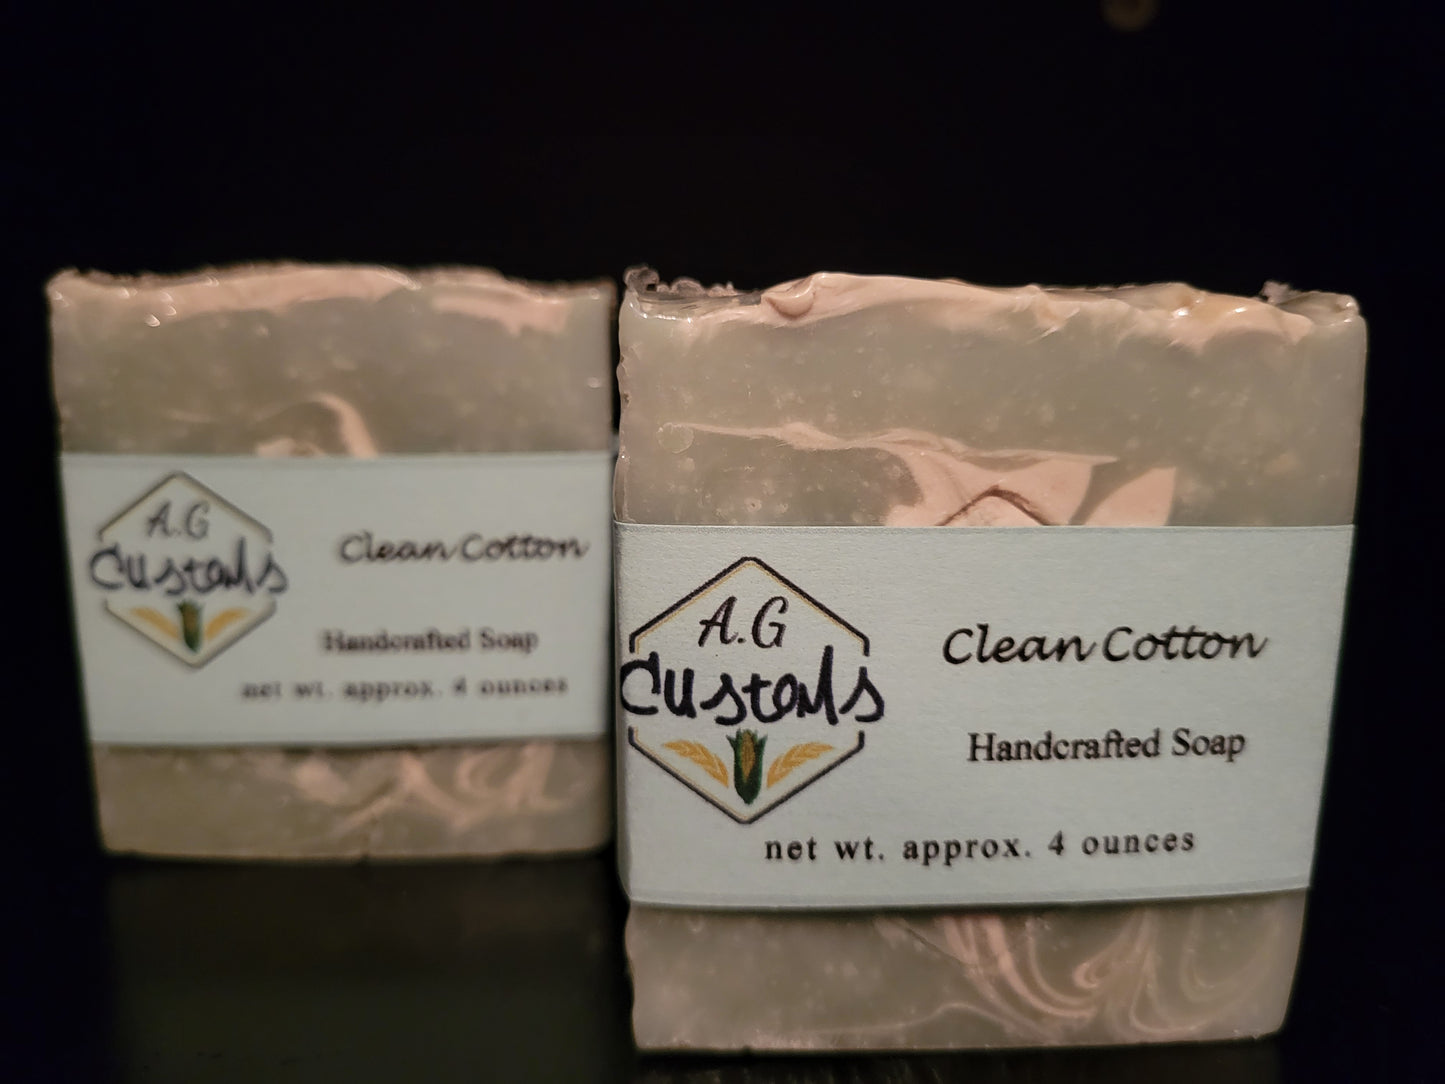 A.G
Customs
Clean Cotton
Handcrafted Soap
net wt. approx. 4 ounces
A.G
Customs
Clean Cotton
Handcrafted Soap
net wt. approx. 4 ounces